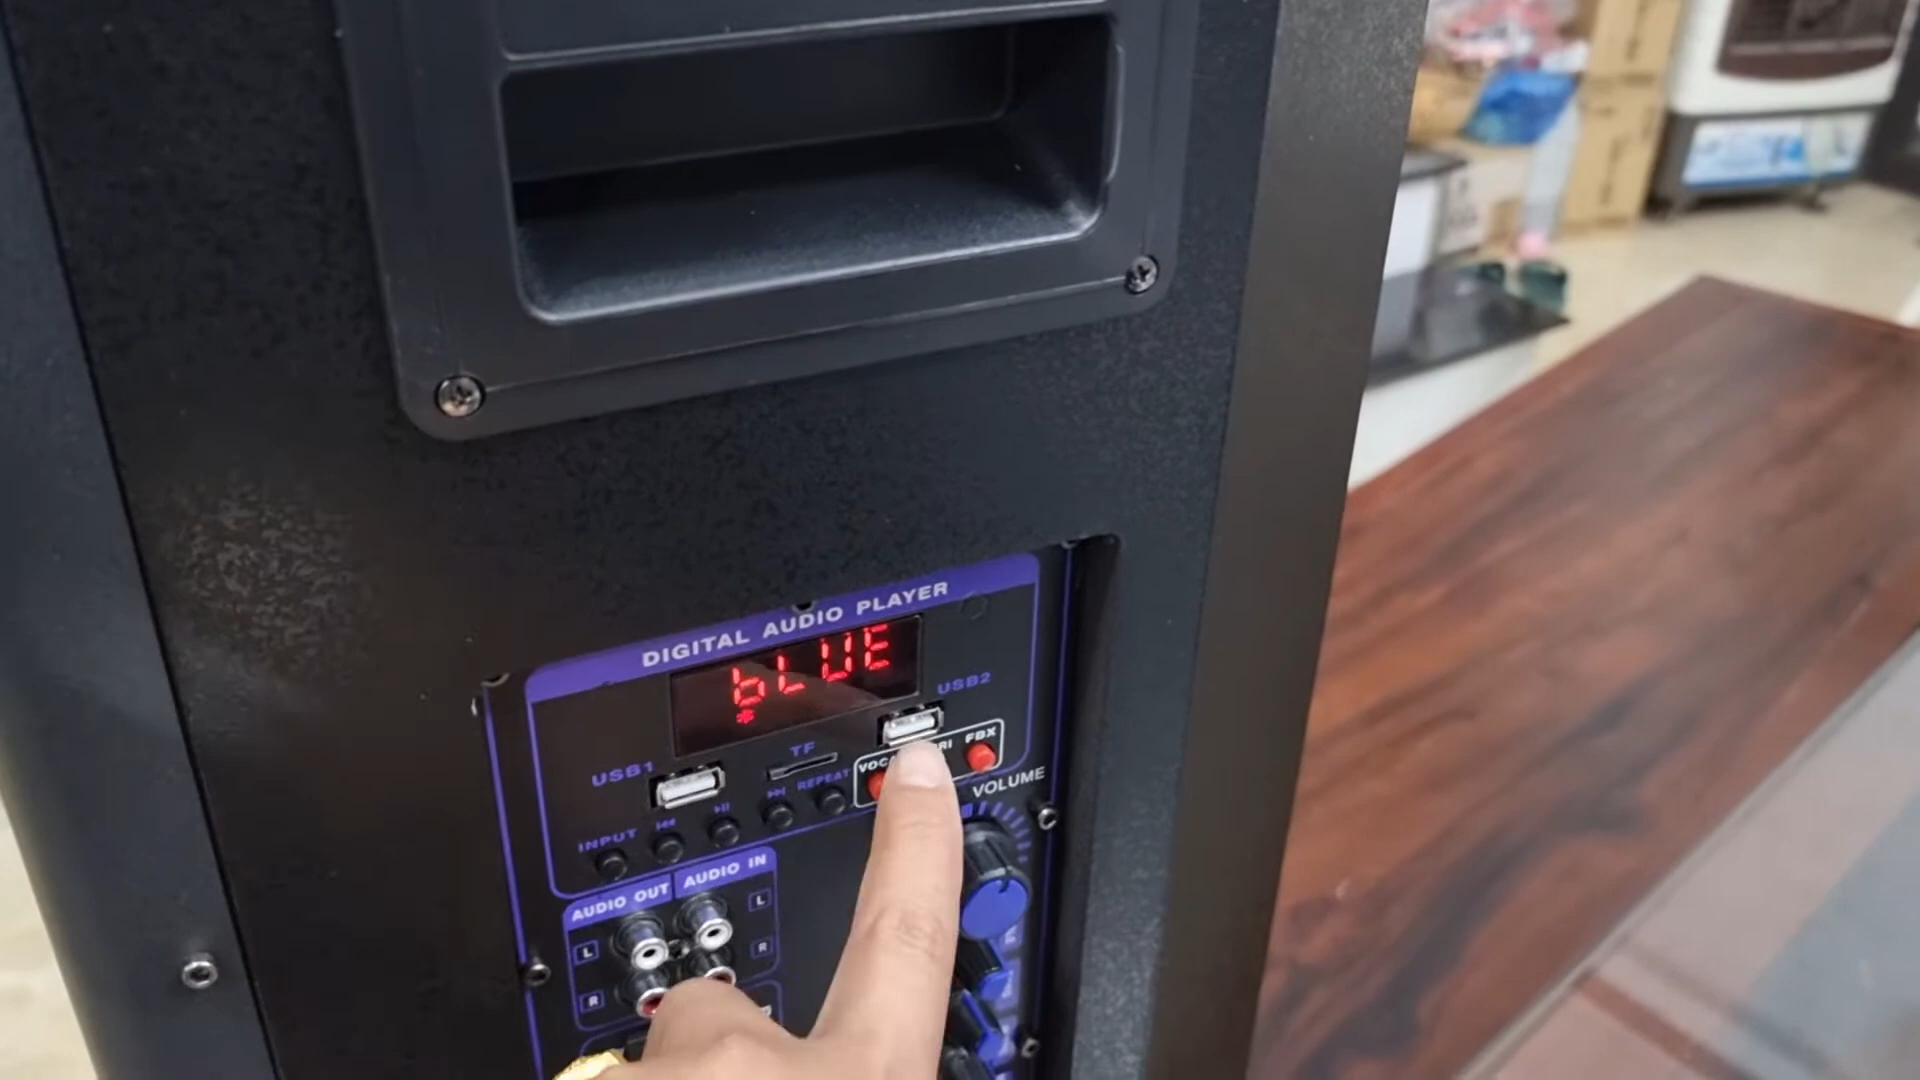 DIGITAL AUDIO PLAYER
bLUE
USB2
TF
USB1
FBX
REPEAT
VOLUME
INPUT
AUDIO OUT
AUDIO IN
L
L
R
R